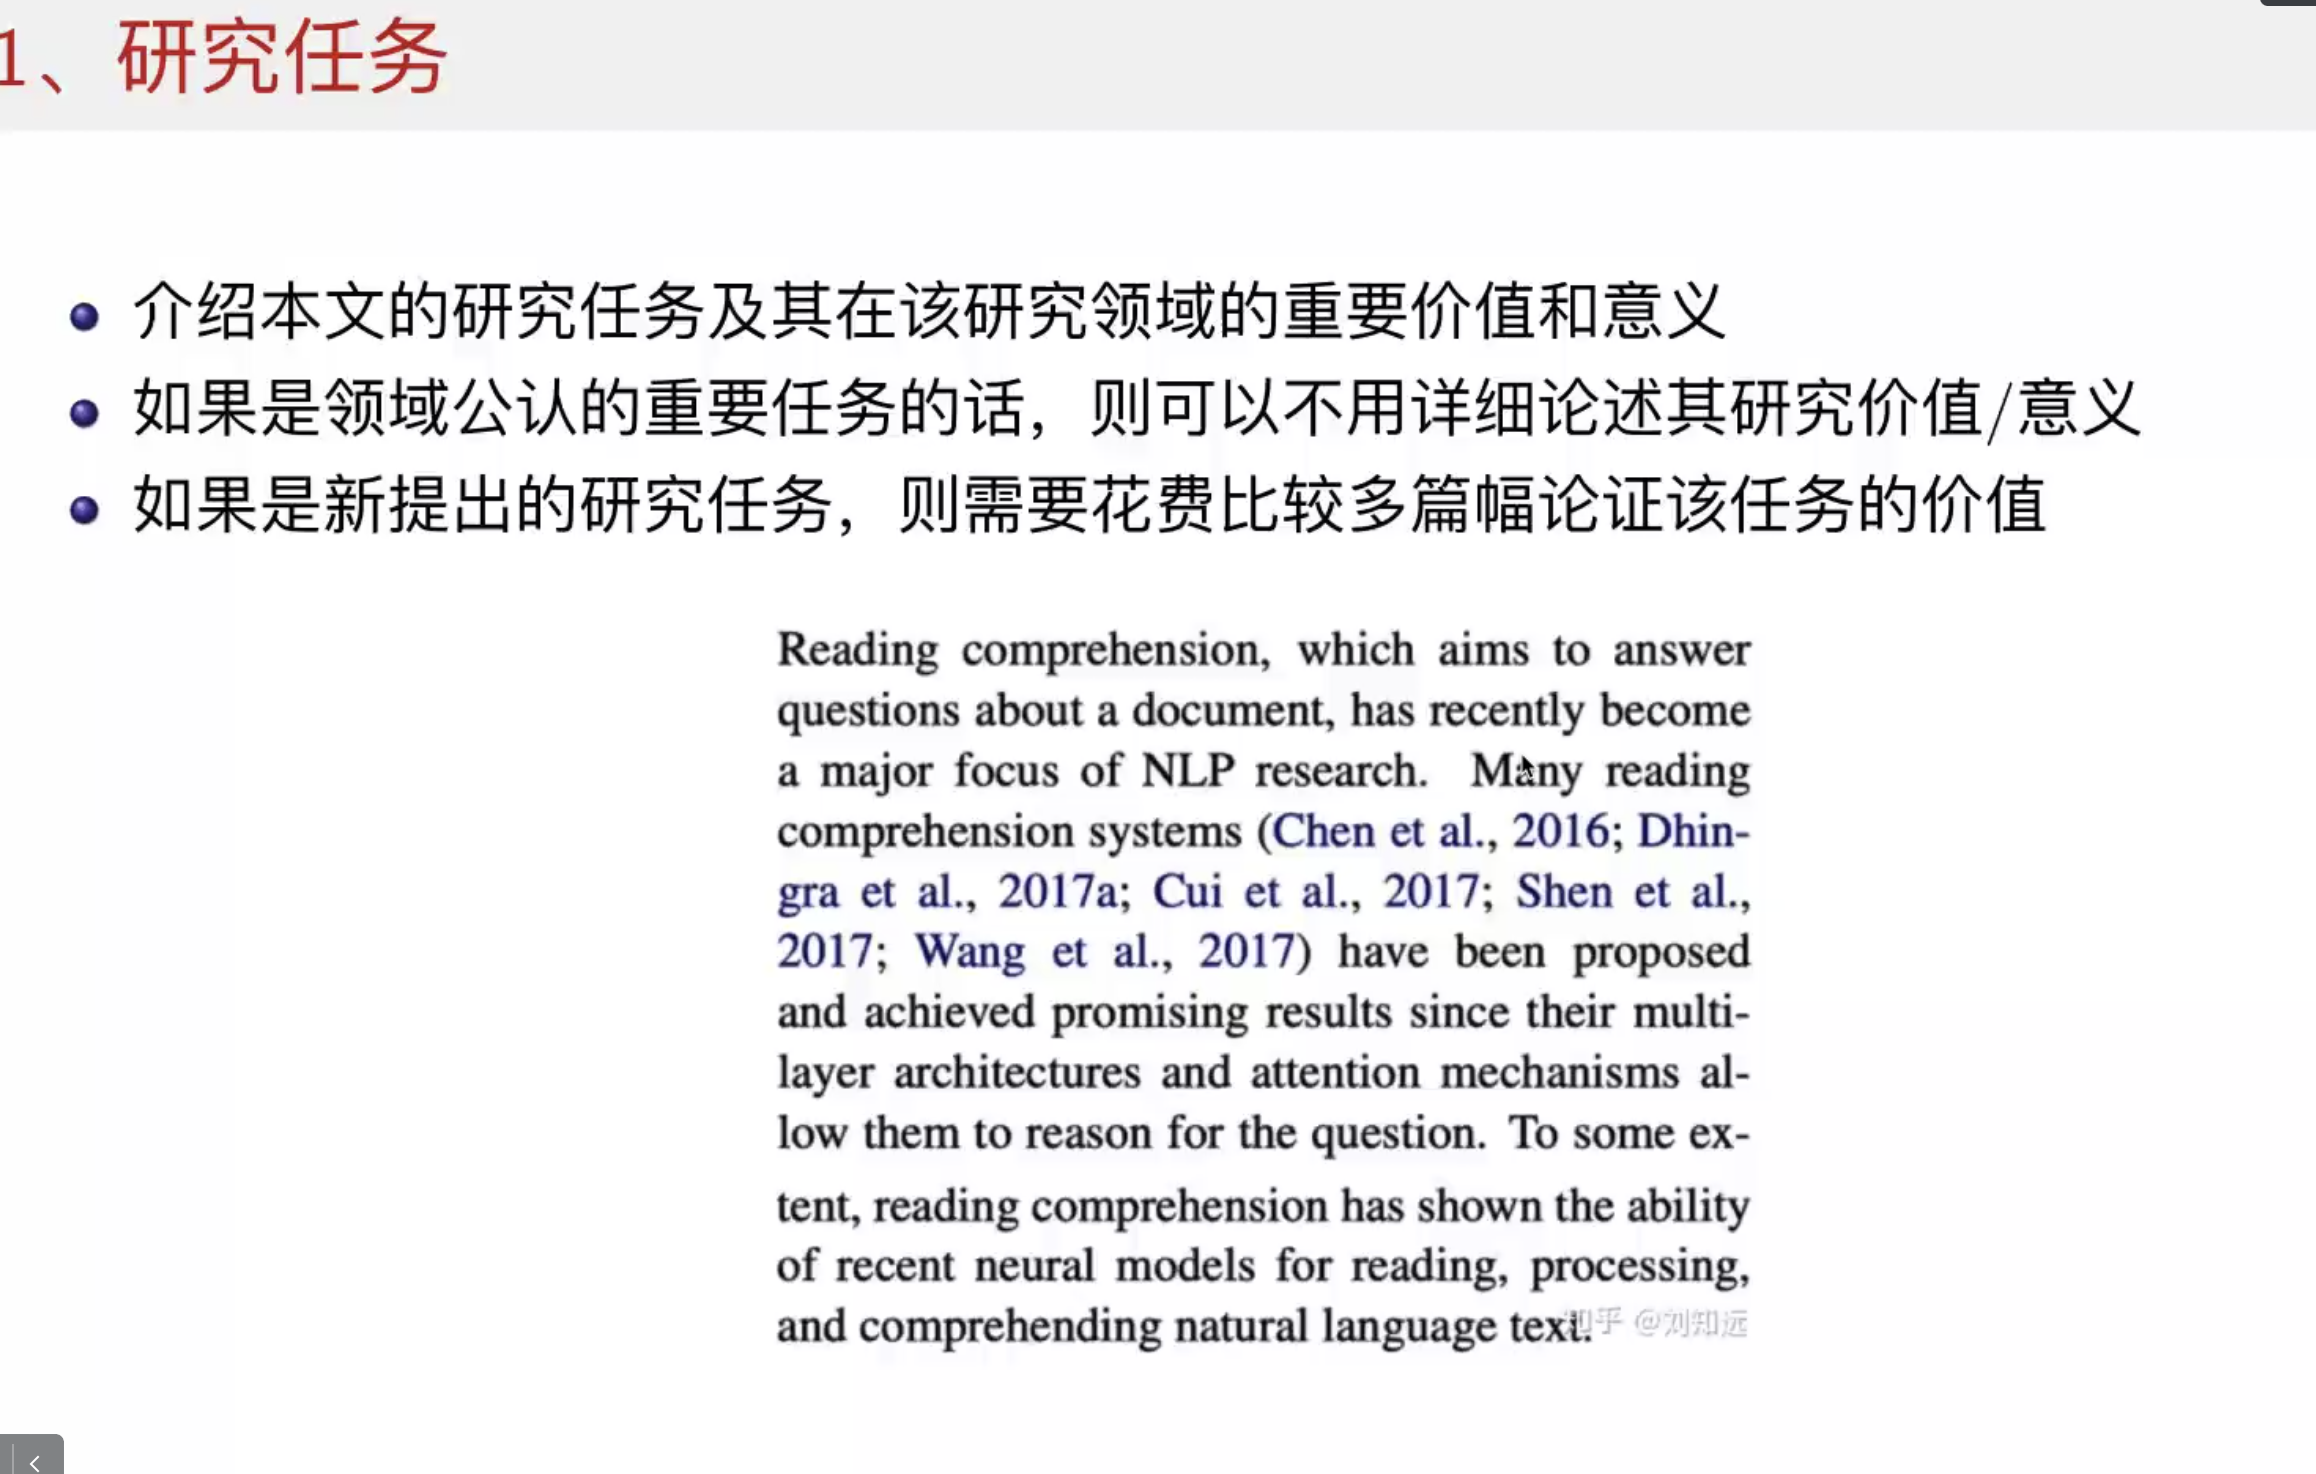 1、研究任务
介绍本文的研究任务及其在该研究领域的重要价值和意义
如果是领域公认的重要任务的话，则可以不用详细论述其研究价值/意义
如果是新提出的研究任务，则需要花费比较多篇幅论证该任务的价值
Reading comprehension, which aims to answer
questions about a document, has recently become
a major focus of NLP research. Many reading
comprehension systems (Chen et al., 2016; Dhin-
gra et al., 2017a; Cui et al., 2017; Shen et al.,
2017; Wang et al., 2017) have been proposed
and achieved promising results since their multi-
layer architectures and attention mechanisms al-
low them to reason for the question. To some ex-
tent, reading comprehension has shown the ability
of recent neural models for reading, processing,
and comprehending natural language text.
知乎 @刘知远